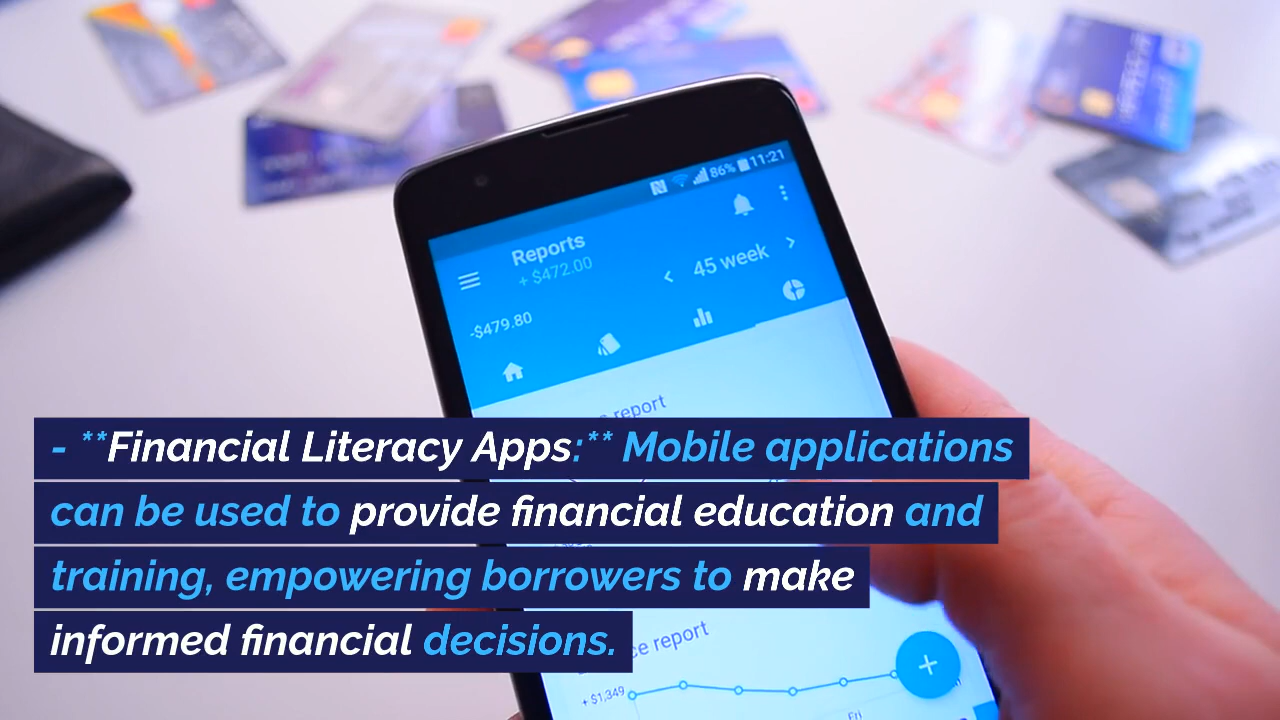 11:21
86%
Reports
+ $472.00
45 week
-$479.80
report
- **Financial Literacy Apps:** Mobile applications
can be used to provide financial education and
training, empowering borrowers to make
informed financial decisions.
report
+ $1,349
Fri
+